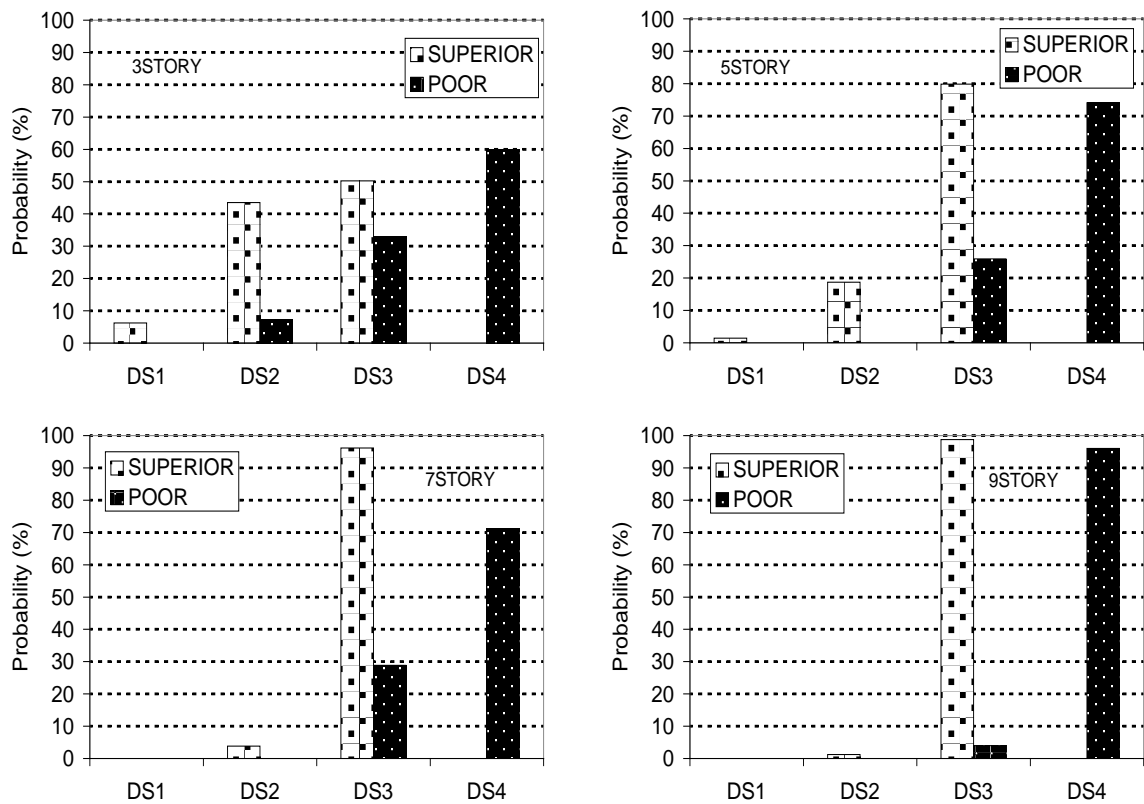 3STORY
SUPERIOR
POOR
Probability (%)
100
90
80
70
60
50
40
30
20
10
0
DS1 DS2 DS3 DS4
5STORY
SUPERIOR
POOR
Probability (%)
100
90
80
70
60
50
40
30
20
10
0
DS1 DS2 DS3 DS4
SUPERIOR
POOR
7STORY
Probability (%)
100
90
80
70
60
50
40
30
20
10
0
DS1 DS2 DS3 DS4
SUPERIOR
POOR
9STORY
Probability (%)
100
90
80
70
60
50
40
30
20
10
0
DS1 DS2 DS3 DS4